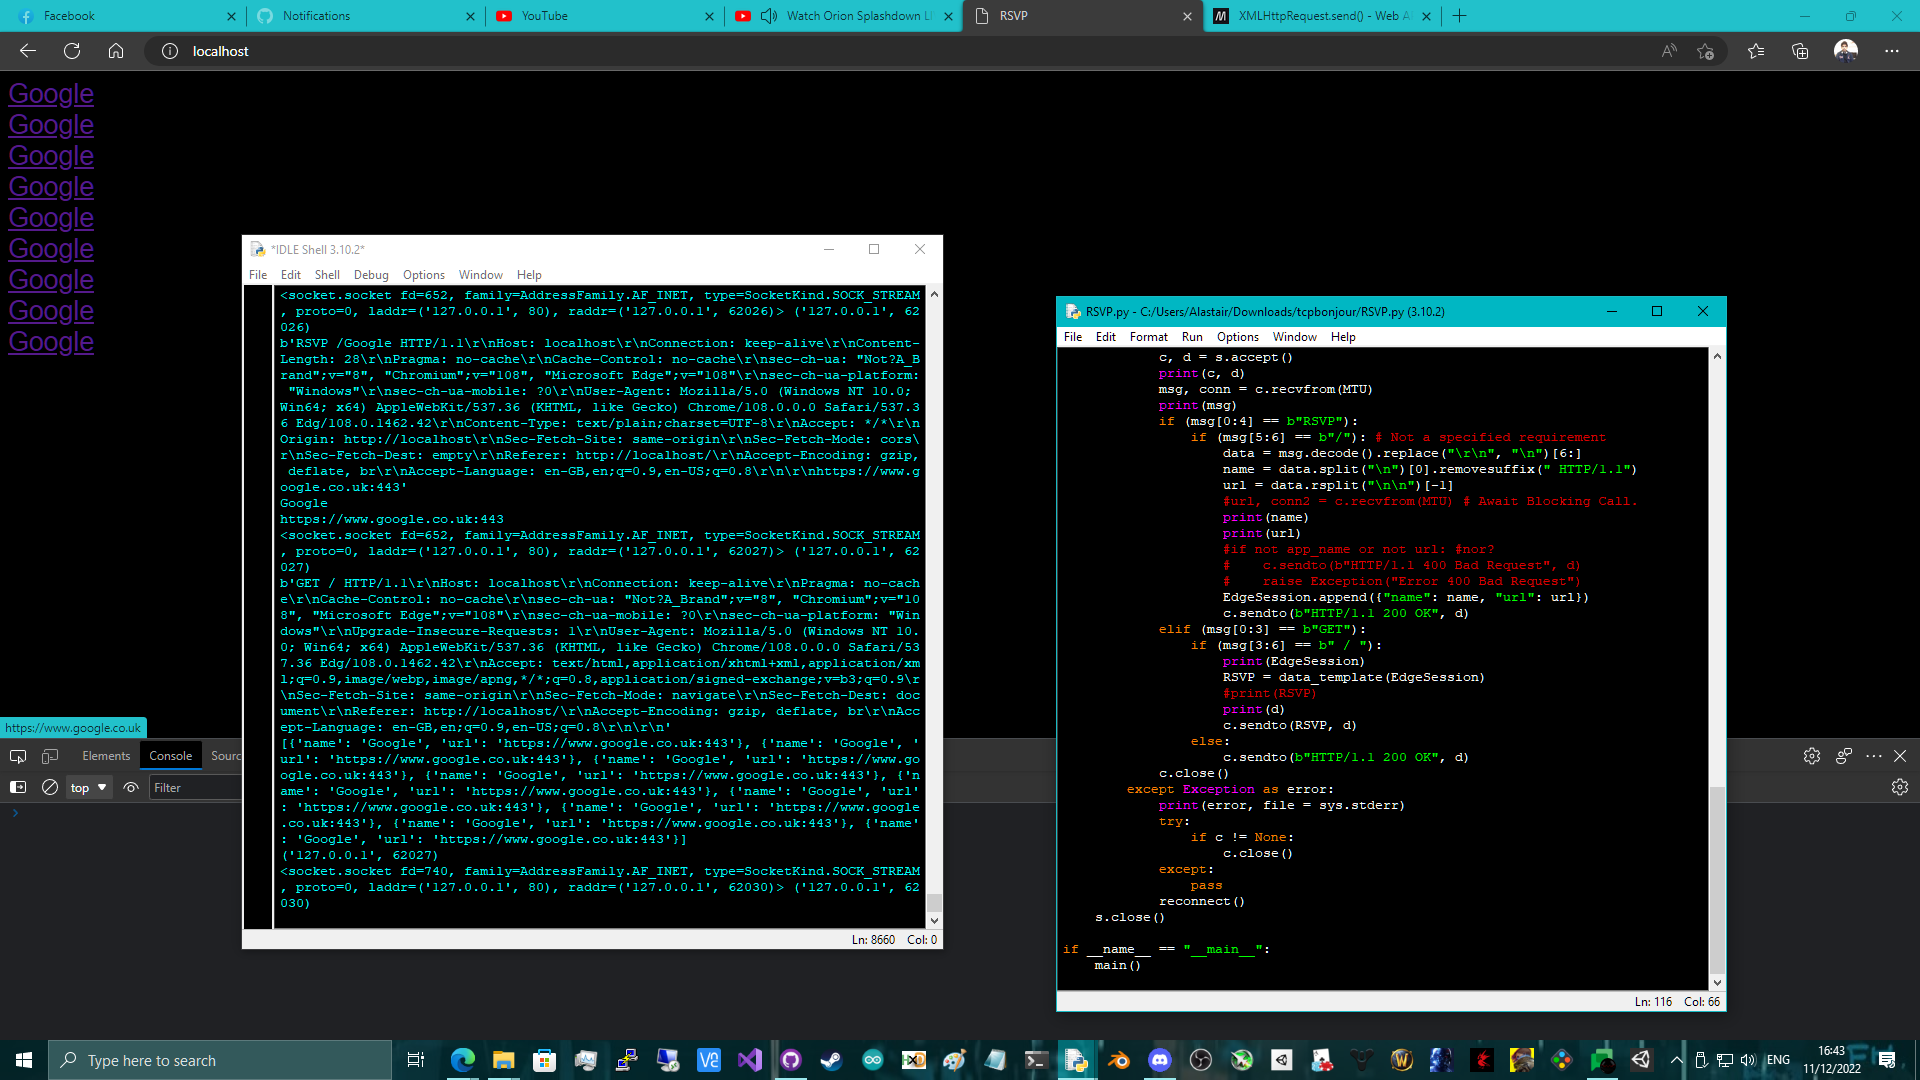 Facebook
Notifications
YouTube
Watch Orion Splashdown LI
RSVP
XMLHttpRequest.send() - Web A
localhost
Google
Google
Google
Google
Google
Google
Google
Google
Google
https://www.google.co.uk
Elements
Console
Sourc
top
Filter
*IDLE Shell 3.10.2*
File Edit Shell Debug Options Window Help
<socket.socket fd=652, family=AddressFamily.AF_INET, type=SocketKind.SOCK_STREAM
, proto=0, laddr=('127.0.0.1', 80), raddr=('127.0.0.1', 62026)> ('127.0.0.1', 62
026)
b'RSVP /Google HTTP/1.1\r\nHost: localhost\r\nConnection: keep-alive\r\nContent-
Length: 28\r\nPragma: no-cache\r\nCache-Control: no-cache\r\nsec-ch-ua: "Not?A_B
rand";v="8", "Chromium";v="108", "Microsoft Edge";v="108"\r\nsec-ch-ua-platform:
 "Windows"\r\nsec-ch-ua-mobile: ?0\r\nUser-Agent: Mozilla/5.0 (Windows NT 10.0;
Win64; x64) AppleWebKit/537.36 (KHTML, like Gecko) Chrome/108.0.0.0 Safari/537.3
6 Edg/108.0.1462.42\r\nContent-Type: text/plain;charset=UTF-8\r\nAccept: */*\r\n
Origin: http://localhost\r\nSec-Fetch-Site: same-origin\r\nSec-Fetch-Mode: cors\
r\nSec-Fetch-Dest: empty\r\nReferer: http://localhost/\r\nAccept-Encoding: gzip,
 deflate, br\r\nAccept-Language: en-GB,en;q=0.9,en-US;q=0.8\r\n\r\nhttps://www.g
oogle.co.uk:443'
Google
https://www.google.co.uk:443
<socket.socket fd=652, family=AddressFamily.AF_INET, type=SocketKind.SOCK_STREAM
, proto=0, laddr=('127.0.0.1', 80), raddr=('127.0.0.1', 62027)> ('127.0.0.1', 62
027)
b'GET / HTTP/1.1\r\nHost: localhost\r\nConnection: keep-alive\r\nPragma: no-cach
e\r\nCache-Control: no-cache\r\nsec-ch-ua: "Not?A_Brand";v="8", "Chromium";v="10
8", "Microsoft Edge";v="108"\r\nsec-ch-ua-mobile: ?0\r\nsec-ch-ua-platform: "Win
dows"\r\nUpgrade-Insecure-Requests: 1\r\nUser-Agent: Mozilla/5.0 (Windows NT 10.
0; Win64; x64) AppleWebKit/537.36 (KHTML, like Gecko) Chrome/108.0.0.0 Safari/53
7.36 Edg/108.0.1462.42\r\nAccept: text/html,application/xhtml+xml,application/xm
l;q=0.9,image/webp,image/apng,*/*;q=0.8,application/signed-exchange;v=b3;q=0.9\r
\nSec-Fetch-Site: same-origin\r\nSec-Fetch-Mode: navigate\r\nSec-Fetch-Dest: doc
ument\r\nReferer: http://localhost/\r\nAccept-Encoding: gzip, deflate, br\r\nAcc
ept-Language: en-GB,en;q=0.9,en-US;q=0.8\r\n\r\n'
[{'name': 'Google', 'url': 'https://www.google.co.uk:443'}, {'name': 'Google', '
url': 'https://www.google.co.uk:443'}, {'name': 'Google', 'url': 'https://www.go
ogle.co.uk:443'}, {'name': 'Google', 'url': 'https://www.google.co.uk:443'}, {'n
ame': 'Google', 'url': 'https://www.google.co.uk:443'}, {'name': 'Google', 'url'
: 'https://www.google.co.uk:443'}, {'name': 'Google', 'url': 'https://www.google
.co.uk:443'}, {'name': 'Google', 'url': 'https://www.google.co.uk:443'}, {'name'
: 'Google', 'url': 'https://www.google.co.uk:443'}]
('127.0.0.1', 62027)
<socket.socket fd=740, family=AddressFamily.AF_INET, type=SocketKind.SOCK_STREAM
, proto=0, laddr=('127.0.0.1', 80), raddr=('127.0.0.1', 62030)> ('127.0.0.1', 62
030)
Ln: 8660 Col: 0
RSVP.py - C:/Users/Alastair/Downloads/tcpbonjour/RSVP.py (3.10.2)
File Edit Format Run Options Window Help
c, d = s.accept()
print(c, d)
msg, conn = c.recvfrom(MTU)
print(msg)
if (msg[0:4] == b"RSVP"):
if (msg[5:6] == b"/"): # Not a specified requirement
data = msg.decode().replace("\r\n", "\n")[6:]
name = data.split("\n")[0].removesuffix(" HTTP/1.1")
url = data.rsplit("\n\n")[-1]
#url, conn2 = c.recvfrom(MTU) # Await Blocking Call.
print(name)
print(url)
#if not app_name or not url: #nor?
#    c.sendto(b"HTTP/1.1 400 Bad Request", d)
#    raise Exception("Error 400 Bad Request")
EdgeSession.append({"name": name, "url": url})
c.sendto(b"HTTP/1.1 200 OK", d)
elif (msg[0:3] == b"GET"):
if (msg[3:6] == b" / "):
print(EdgeSession)
RSVP = data_template(EdgeSession)
#print(RSVP)
print(d)
c.sendto(RSVP, d)
else:
c.sendto(b"HTTP/1.1 200 OK", d)
c.close()
except Exception as error:
print(error, file = sys.stderr)
try:
if c != None:
c.close()
except:
pass
reconnect()
s.close()
if __name__ == "__main__":
main()
Ln: 116 Col: 66
Type here to search
ENG
16:43
11/12/2022